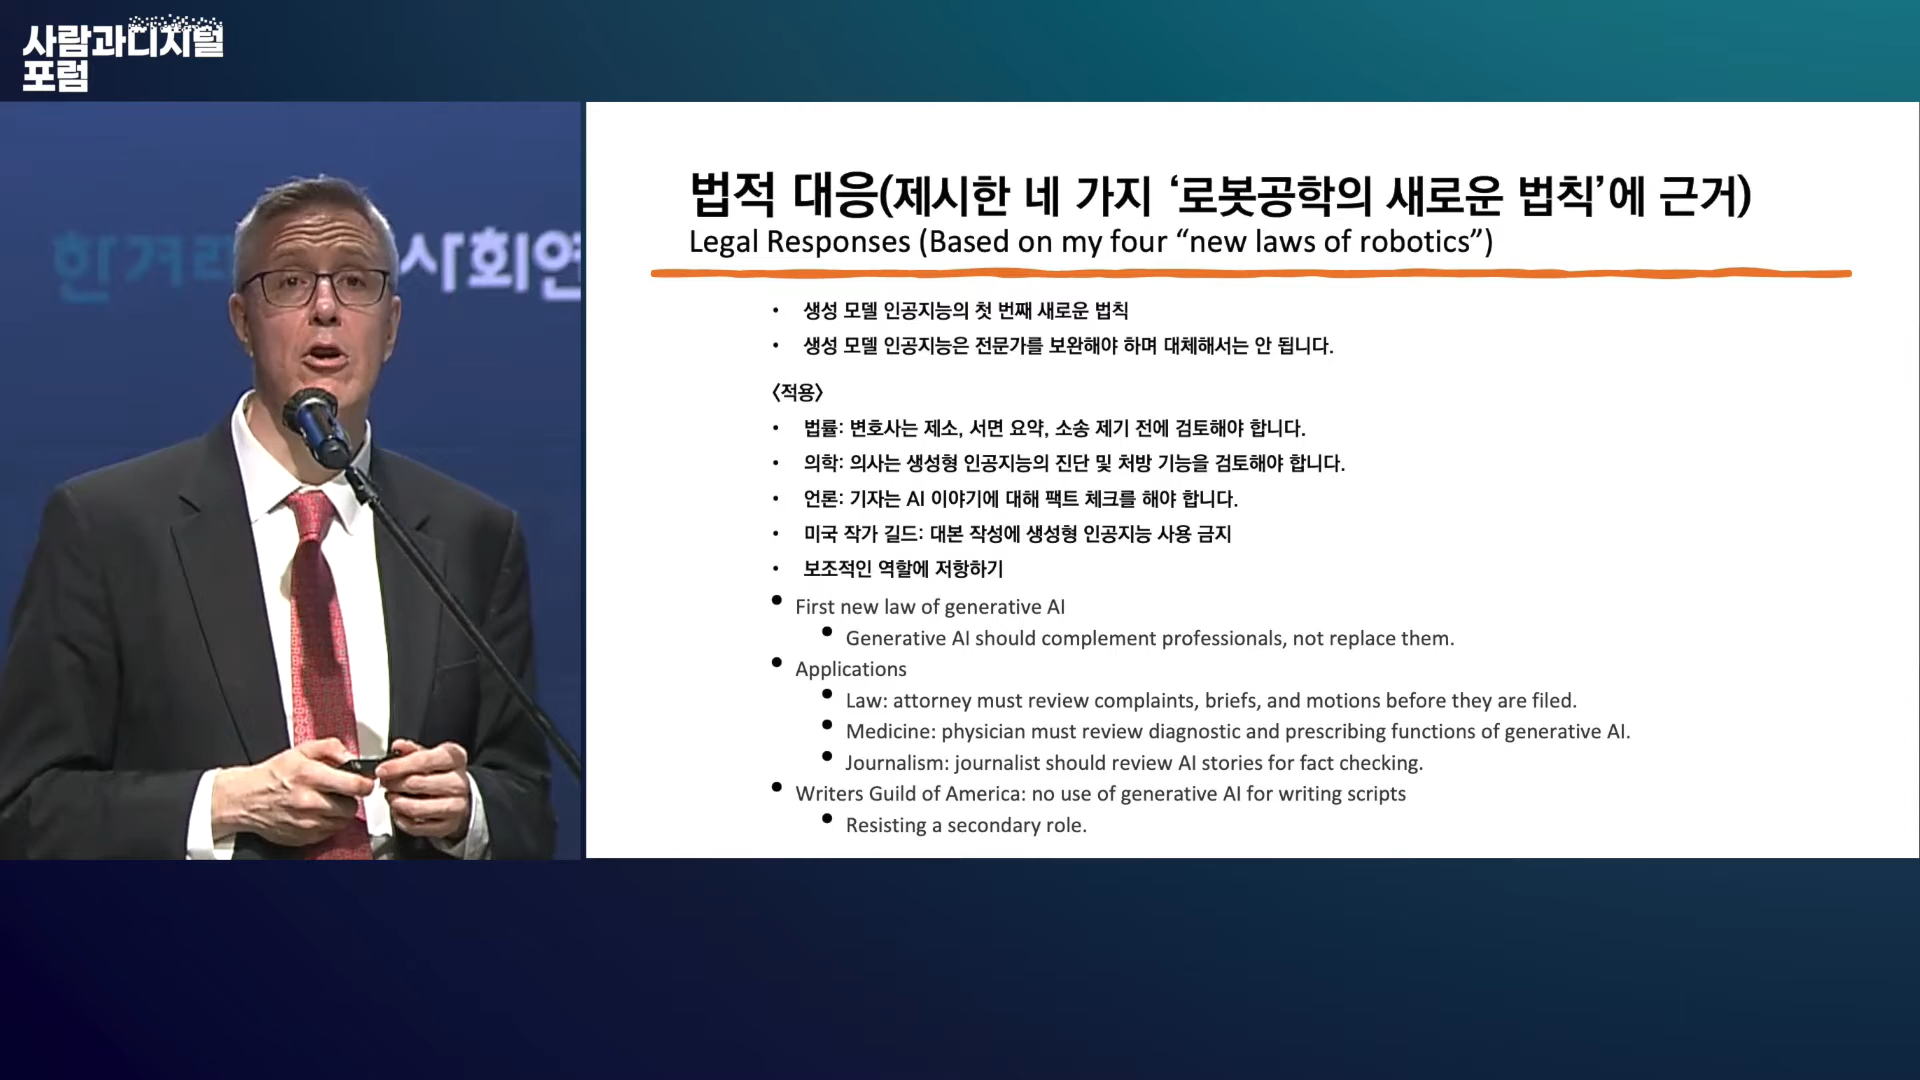 사람과디지털
포럼
한겨레
사회연
법적 대응(제시한 네 가지 ‘로봇공학의 새로운 법칙’에 근거)
Legal Responses (Based on my four “new laws of robotics”)
• 생성 모델 인공지능의 첫 번째 새로운 법칙
• 생성 모델 인공지능은 전문가를 보완해야 하며 대체해서는 안 됩니다.
<적용>
• 법률: 변호사는 제소, 서면 요약, 소송 제기 전에 검토해야 합니다.
• 의학: 의사는 생성형 인공지능의 진단 및 처방 기능을 검토해야 합니다.
• 언론: 기자는 AI 이야기에 대해 팩트 체크를 해야 합니다.
• 미국 작가 길드: 대본 작성에 생성형 인공지능 사용 금지
• 보조적인 역할에 저항하기
• First new law of generative AI
• Generative AI should complement professionals, not replace them.
• Applications
• Law: attorney must review complaints, briefs, and motions before they are filed.
• Medicine: physician must review diagnostic and prescribing functions of generative AI.
• Journalism: journalist should review AI stories for fact checking.
• Writers Guild of America: no use of generative AI for writing scripts
• Resisting a secondary role.